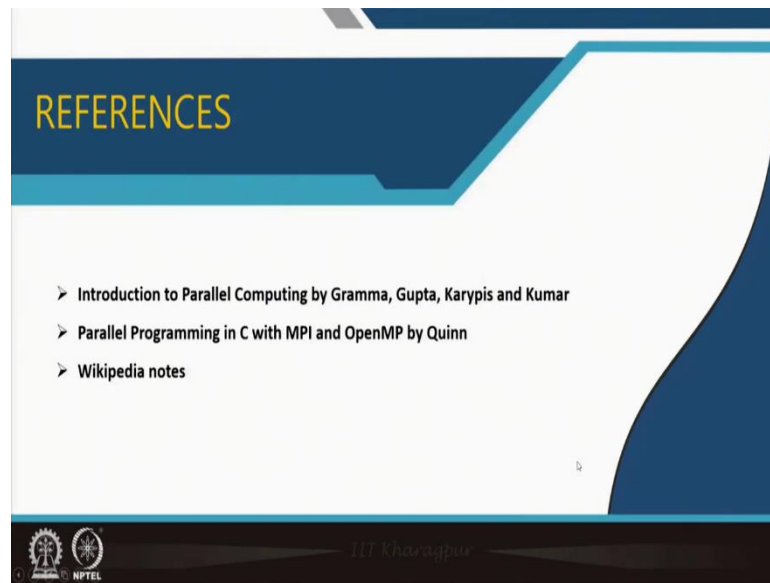 REFERENCES
➢ Introduction to Parallel Computing by Gramma, Gupta, Karypis and Kumar
➢ Parallel Programming in C with MPI and OpenMP by Quinn
➢ Wikipedia notes
IIT Kharagpur
NPTEL